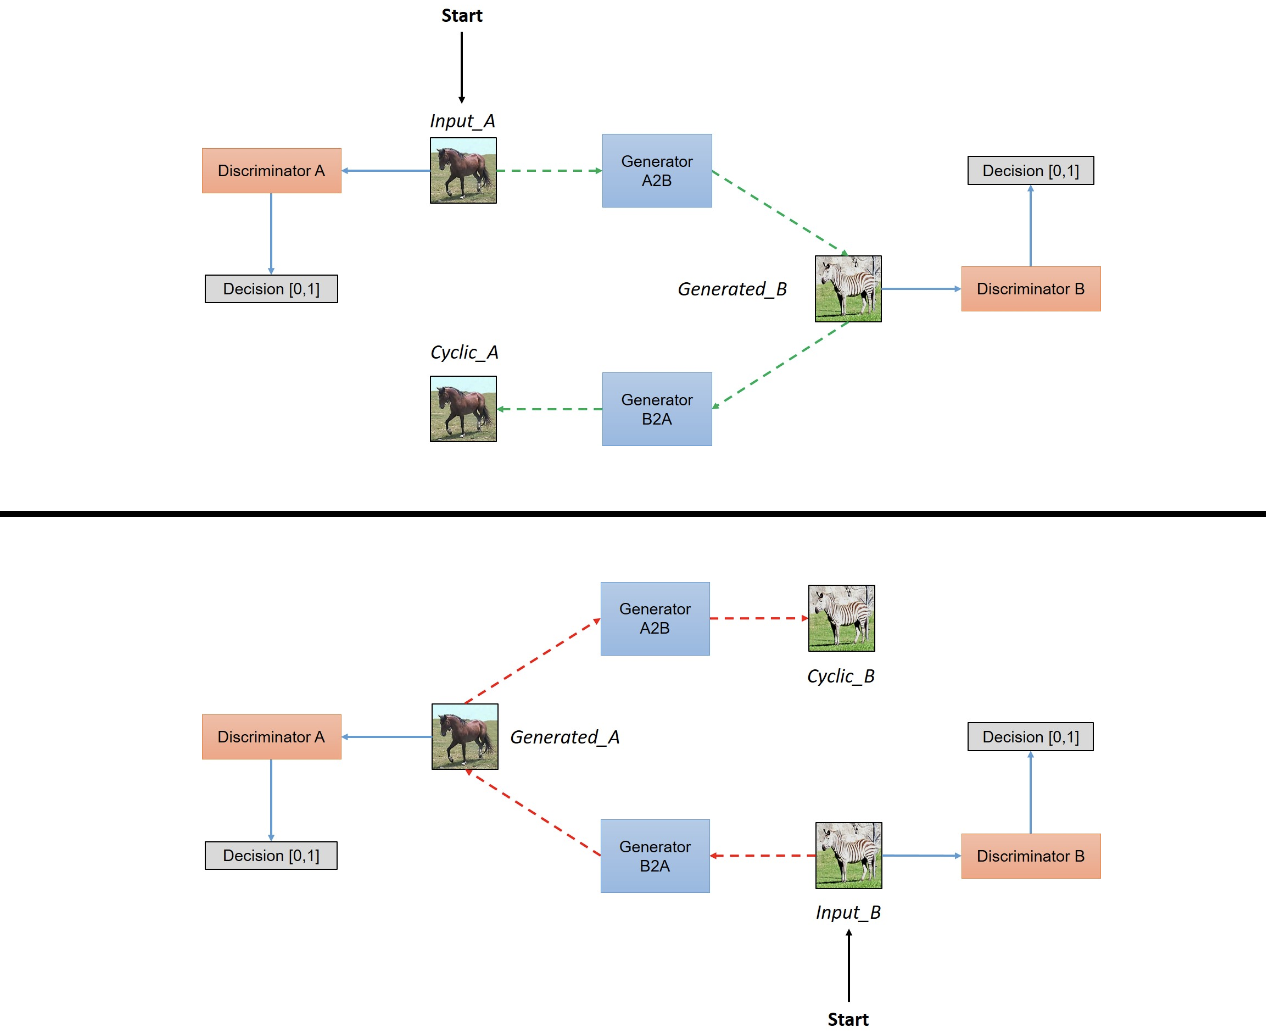 Start
Input_A
Discriminator A
Generator
A2B
Decision [0,1]
Decision [0,1]
Generated_B
Discriminator B
Cyclic_A
Generator
B2A
Generator
A2B
Cyclic_B
Discriminator A
Generated_A
Decision [0,1]
Decision [0,1]
Generator
B2A
Discriminator B
Input_B
Start